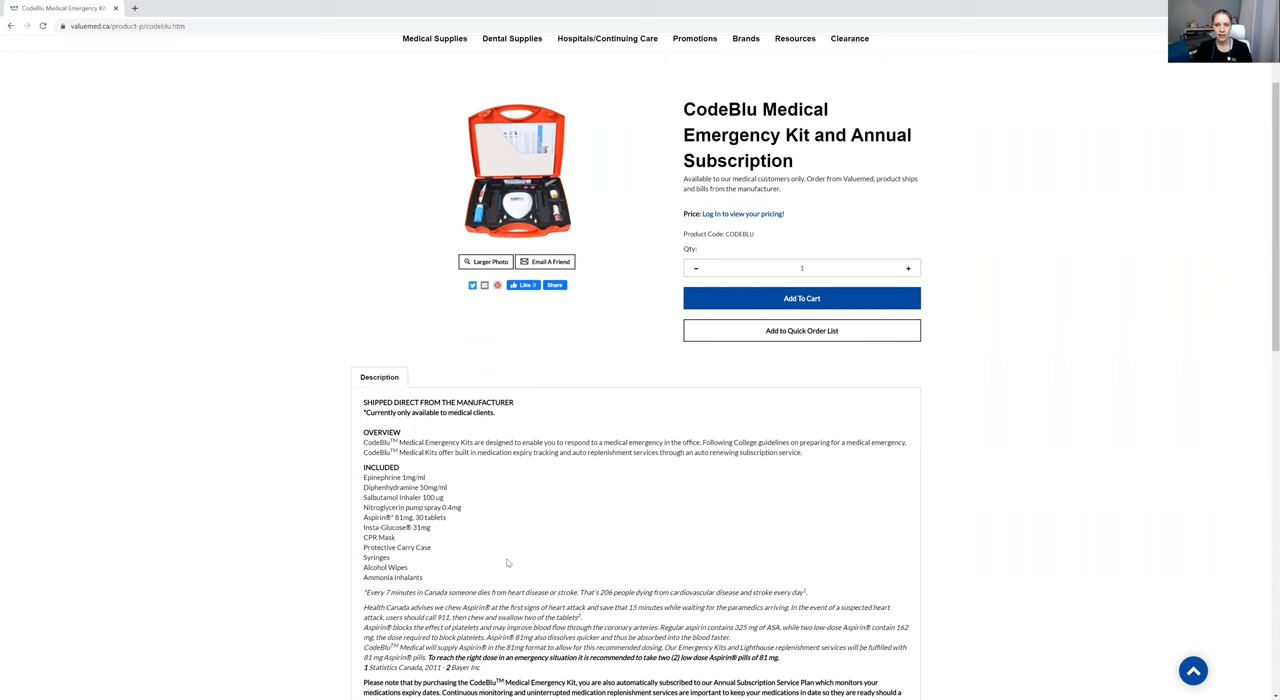 CodeBlu Medical Emergency Kit
valuemed.ca/product-p/codeblu.htm
Medical Supplies Dental Supplies Hospitals/Continuing Care Promotions Brands Resources Clearance
CodeBlu Medical
Emergency Kit and Annual
Subscription
Available to our medical customers only. Order from Valuemed, product ships
and bills from the manufacturer.
Price: Log In to view your pricing!
Product Code: CODEBLU
Qty:
- 1 +
Add To Cart
Add to Quick Order List
Larger Photo Email A Friend
Like 0 Share
Description
SHIPPED DIRECT FROM THE MANUFACTURER
*Currently only available to medical clients.
OVERVIEW
CodeBlu™ Medical Emergency Kits are designed to enable you to respond to a medical emergency in the office. Following College guidelines on preparing for a medical emergency,
CodeBlu™ Medical Kits offer built in medication expiry tracking and auto replenishment services through an auto renewing subscription service.
INCLUDED
Epinephrine 1mg/ml
Diphenhydramine 50mg/ml
Salbutamol Inhaler 100 ug
Nitroglycerin pump spray 0.4mg
Aspirin®* 81mg, 30 tablets
Insta-Glucose® 31mg
CPR Mask
Protective Carry Case
Syringes
Alcohol Wipes
Ammonia Inhalants
*Every 7 minutes in Canada someone dies from heart disease or stroke. That's 206 people dying from cardiovascular disease and stroke every day¹.
Health Canada advises we chew Aspirin® at the first signs of heart attack and save that 15 minutes while waiting for the paramedics arriving. In the event of a suspected heart
attack, users should call 911, then chew and swallow two of the tablets².
Aspirin® blocks the effect of platelets and may improve blood flow through the coronary arteries. Regular aspirin contains 325 mg of ASA, while two low-dose Aspirin® contain 162
mg, the dose required to block platelets. Aspirin® 81mg also dissolves quicker and thus be absorbed into the blood faster.
CodeBlu™ Medical will supply Aspirin® in the 81mg format to allow for this recommended dosing. Our Emergency Kits and Lighthouse replenishment services will be fulfilled with
81 mg Aspirin® pills. To reach the right dose in an emergency situation it is recommended to take two (2) low dose Aspirin® pills of 81 mg.
1 Statistics Canada, 2011 - 2 Bayer Inc
Please note that by purchasing the CodeBlu™ Medical Emergency Kit, you are also automatically subscribed to our Annual Subscription Service Plan which monitors your
medications expiry dates. Continuous monitoring and uninterrupted medication replenishment services are important to keep your medications in date so they are ready should a